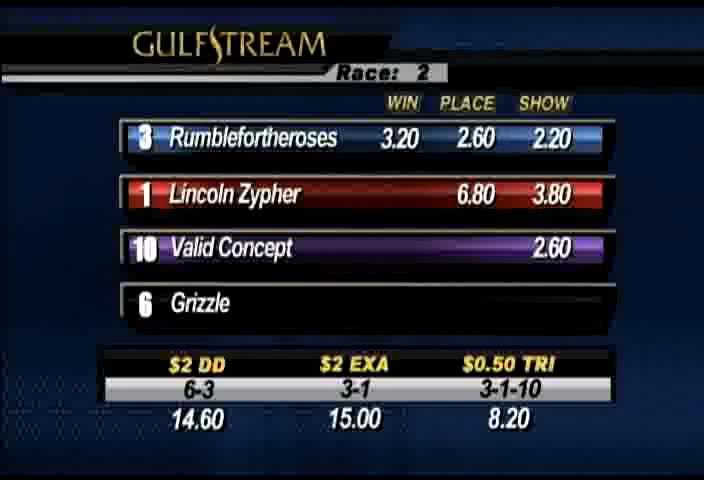 GULFSTREAM
Race: 2
WIN PLACE SHOW
3 Rumblefortheroses 3.20 2.60 2.20
1 Lincoln Zypher 6.80 3.80
10 Valid Concept 2.60
6 Grizzle
$2 DD $2 EXA $0.50 TRI
6-3 3-1 3-1-10
14.60 15.00 8.20